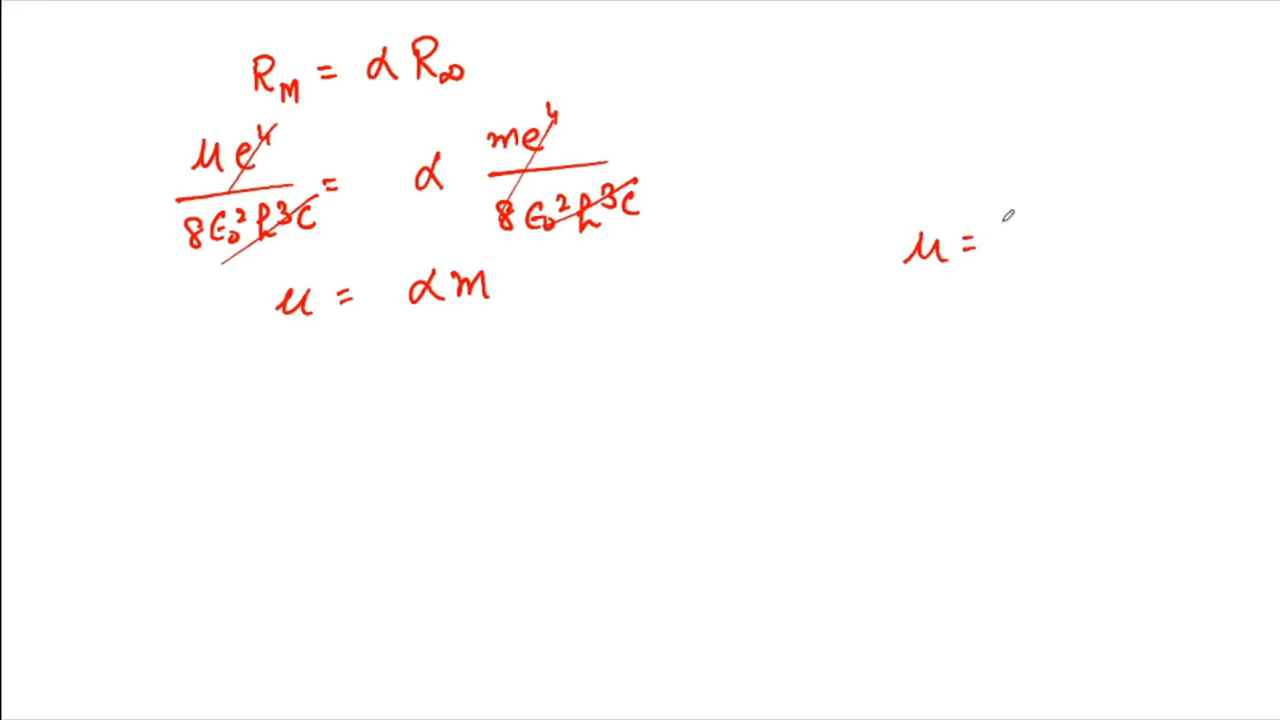 R_M = α R_∞
μe⁴ / 8ε₀²h³c = α me⁴ / 8ε₀²h³c
μ = αm
μ =